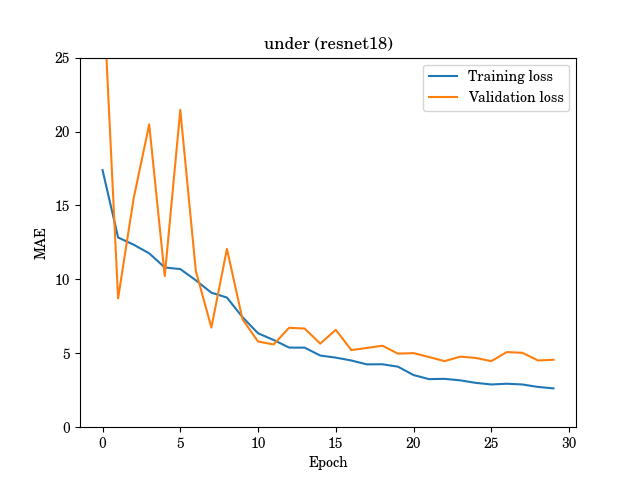 under (resnet18)
25
20
15
10
5
0
MAE
Training loss
Validation loss
0 5 10 15 20 25 30
Epoch